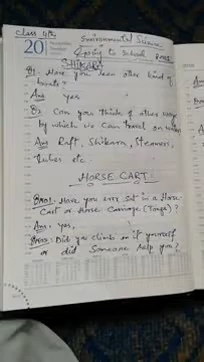 Class 4th
Environmental Science
20
Going to School
SHIKARA
Q1. Have you seen other kind of
boats?
Ans Yes
Q: Can you think of other ways
by which we can travel on water
Ans Raft, Shikara, Steamers,
Tubes etc.
HORSE CART.
Qno1. Have you ever sat in a Horse
Cart or Horse Carriage (Tonga)?
Ans: Yes,
Qno2: Did you climb on it yourself
or did someone help you?